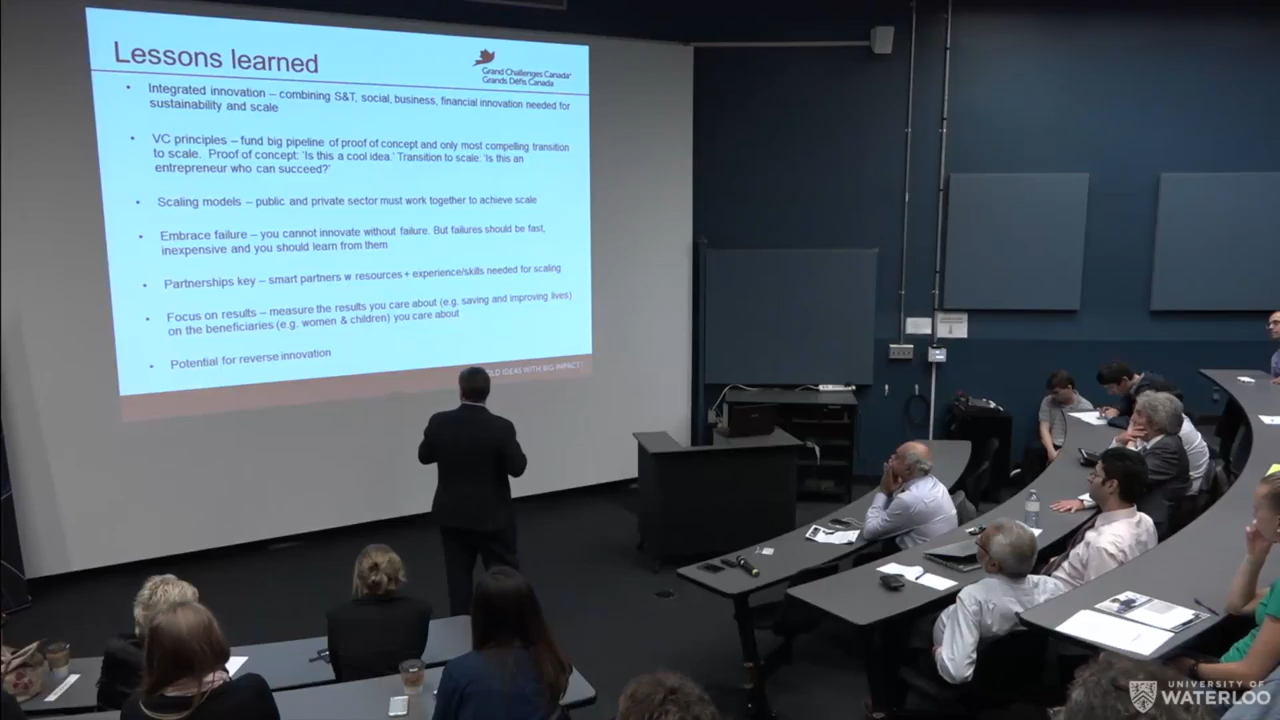 Lessons learned
Grand Challenges Canada®
Grands Défis Canada
• Integrated innovation – combining S&T, social, business, financial innovation needed for
sustainability and scale
• VC principles – fund big pipeline of proof of concept and only most compelling transition
to scale. Proof of concept: 'Is this a cool idea.' Transition to scale: 'Is this an
entrepreneur who can succeed?'
• Scaling models – public and private sector must work together to achieve scale
• Embrace failure – you cannot innovate without failure. But failures should be fast,
inexpensive and you should learn from them
• Partnerships key – smart partners w resources + experience/skills needed for scaling
• Focus on results – measure the results you care about (e.g. saving and improving lives)
on the beneficiaries (e.g. women & children) you care about
• Potential for reverse innovation
IDEAS WITH BIG IMPACT
UNIVERSITY OF
WATERLOO